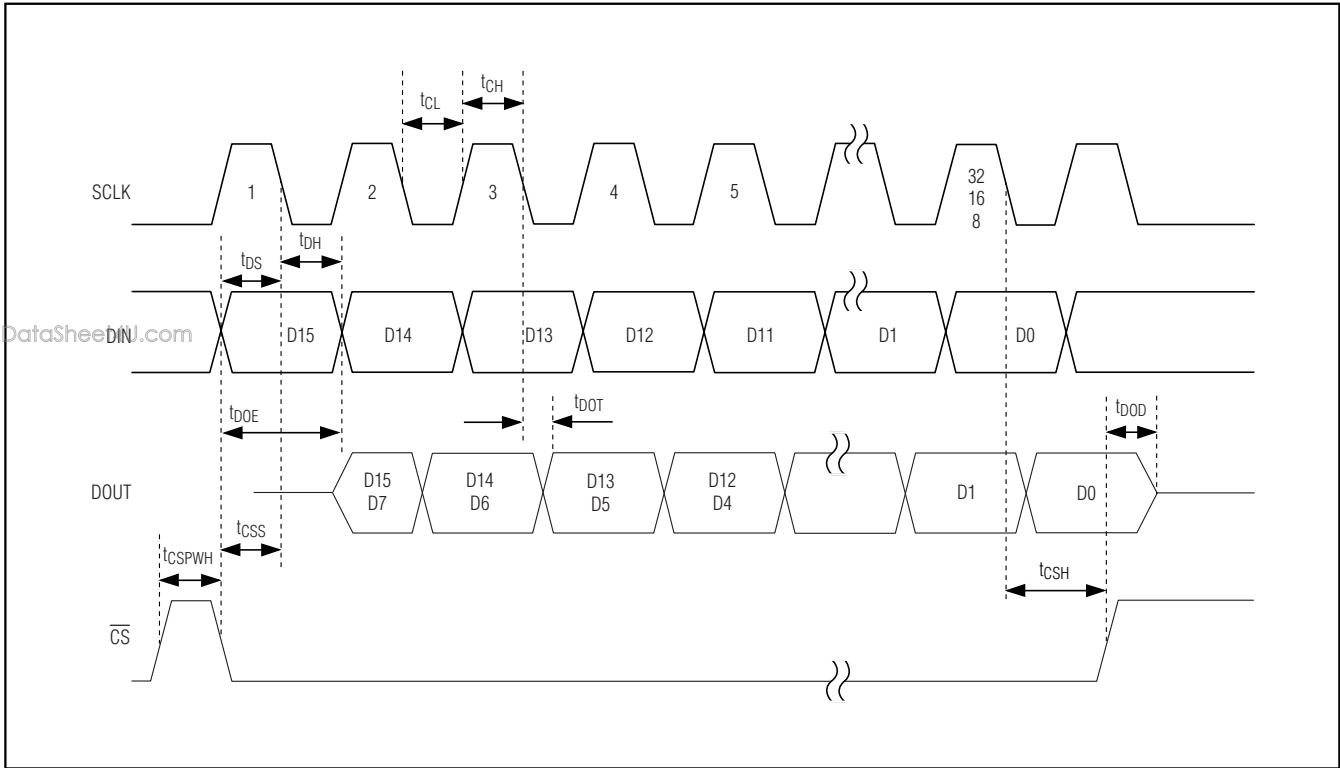 tCL
tCH
SCLK
1
2
3
4
5
32
16
8
tDS
tDH
DataSheet4U.com
DIN
D15
D14
D13
D12
D11
D1
D0
tDOE
tDOT
tDOD
DOUT
D15
D7
D14
D6
D13
D5
D12
D4
D1
D0
tCSPWH
tCSS
tCSH
CS